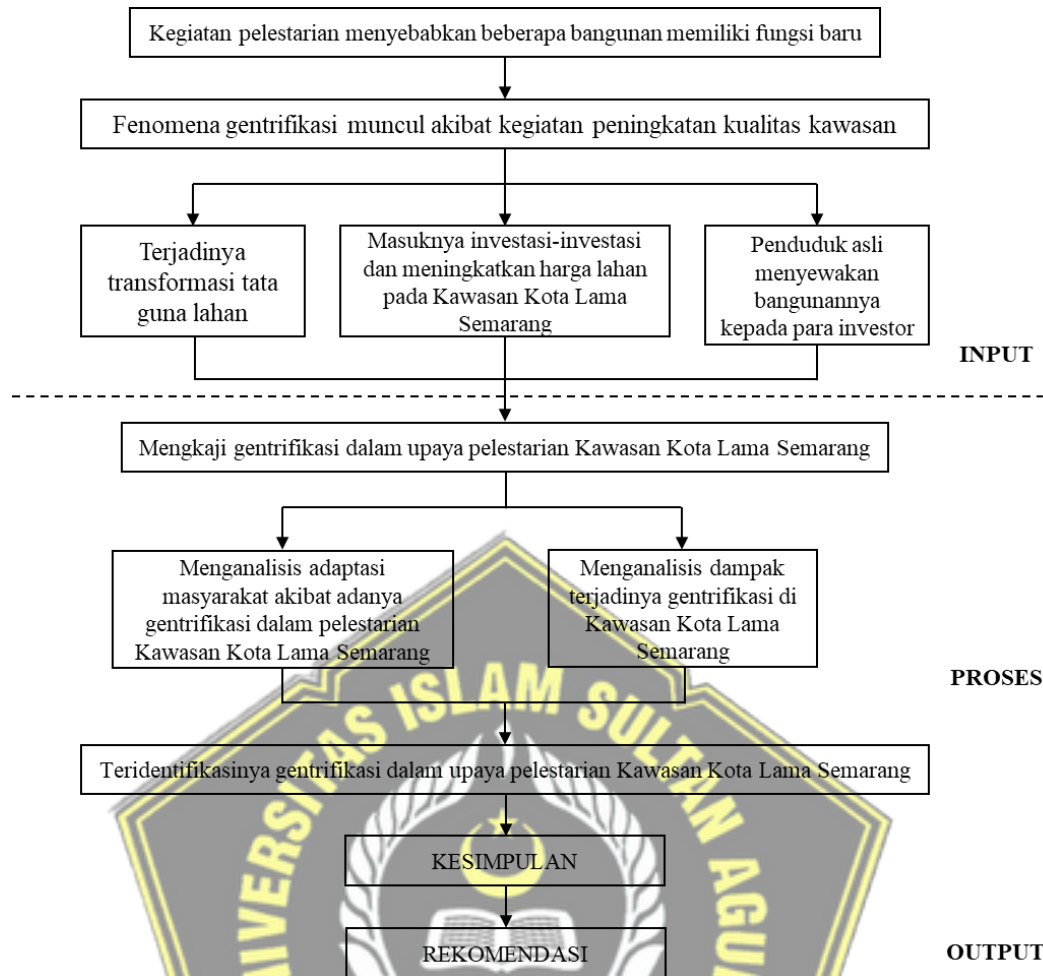 Kegiatan pelestarian menyebabkan beberapa bangunan memiliki fungsi baru
Fenomena gentrifikasi muncul akibat kegiatan peningkatan kualitas kawasan
Terjadinya
transformasi tata
guna lahan
Masuknya investasi-investasi
dan meningkatkan harga lahan
pada Kawasan Kota Lama
Semarang
Penduduk asli
menyewakan
bangunannya
kepada para investor
INPUT
Mengkaji gentrifikasi dalam upaya pelestarian Kawasan Kota Lama Semarang
Menganalisis adaptasi
masyarakat akibat adanya
gentrifikasi dalam pelestarian
Kawasan Kota Lama Semarang
Menganalisis dampak
terjadinya gentrifikasi di
Kawasan Kota Lama
Semarang
PROSES
Teridentifikasinya gentrifikasi dalam upaya pelestarian Kawasan Kota Lama Semarang
KESIMPULAN
REKOMENDASI
OUTPUT
UNIVERSITAS ISLAM SULTAN AGUN